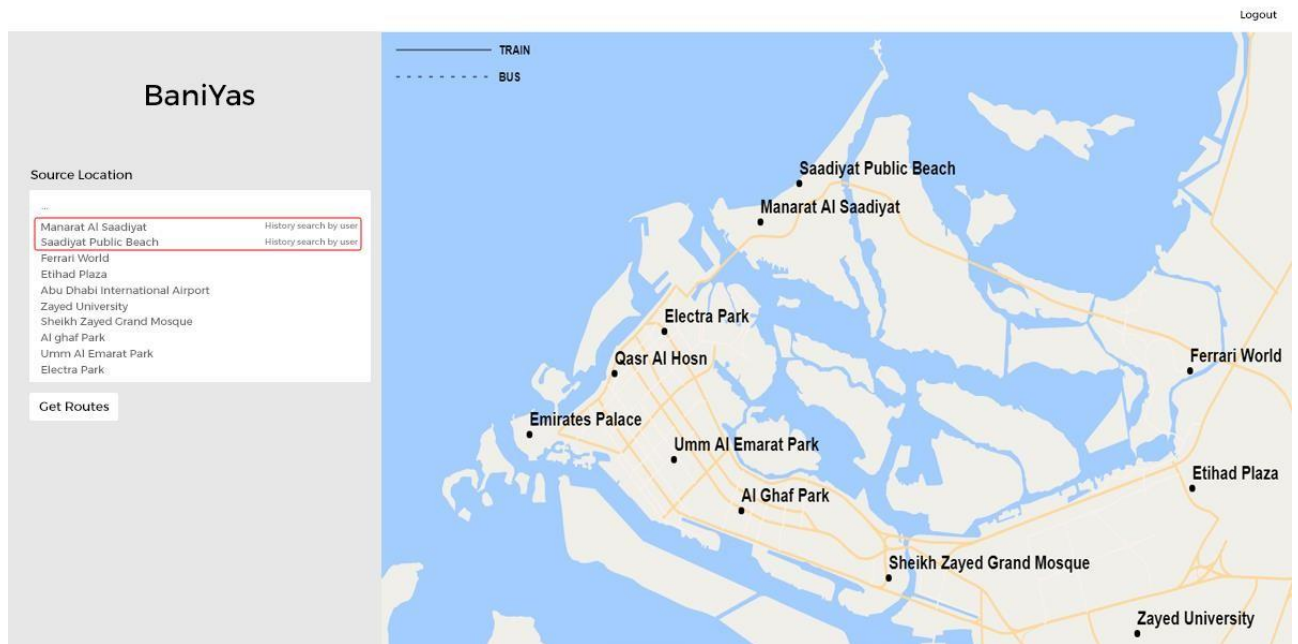 Logout
BaniYas
Source Location
--
Manarat Al Saadiyat History search by user
Saadiyat Public Beach History search by user
Ferrari World
Etihad Plaza
Abu Dhabi International Airport
Zayed University
Sheikh Zayed Grand Mosque
Al ghaf Park
Umm Al Emarat Park
Electra Park
Get Routes
TRAIN
BUS
Saadiyat Public Beach
Manarat Al Saadiyat
Electra Park
Qasr Al Hosn
Ferrari World
Emirates Palace
Umm Al Emarat Park
Etihad Plaza
Al Ghaf Park
Sheikh Zayed Grand Mosque
Zayed University